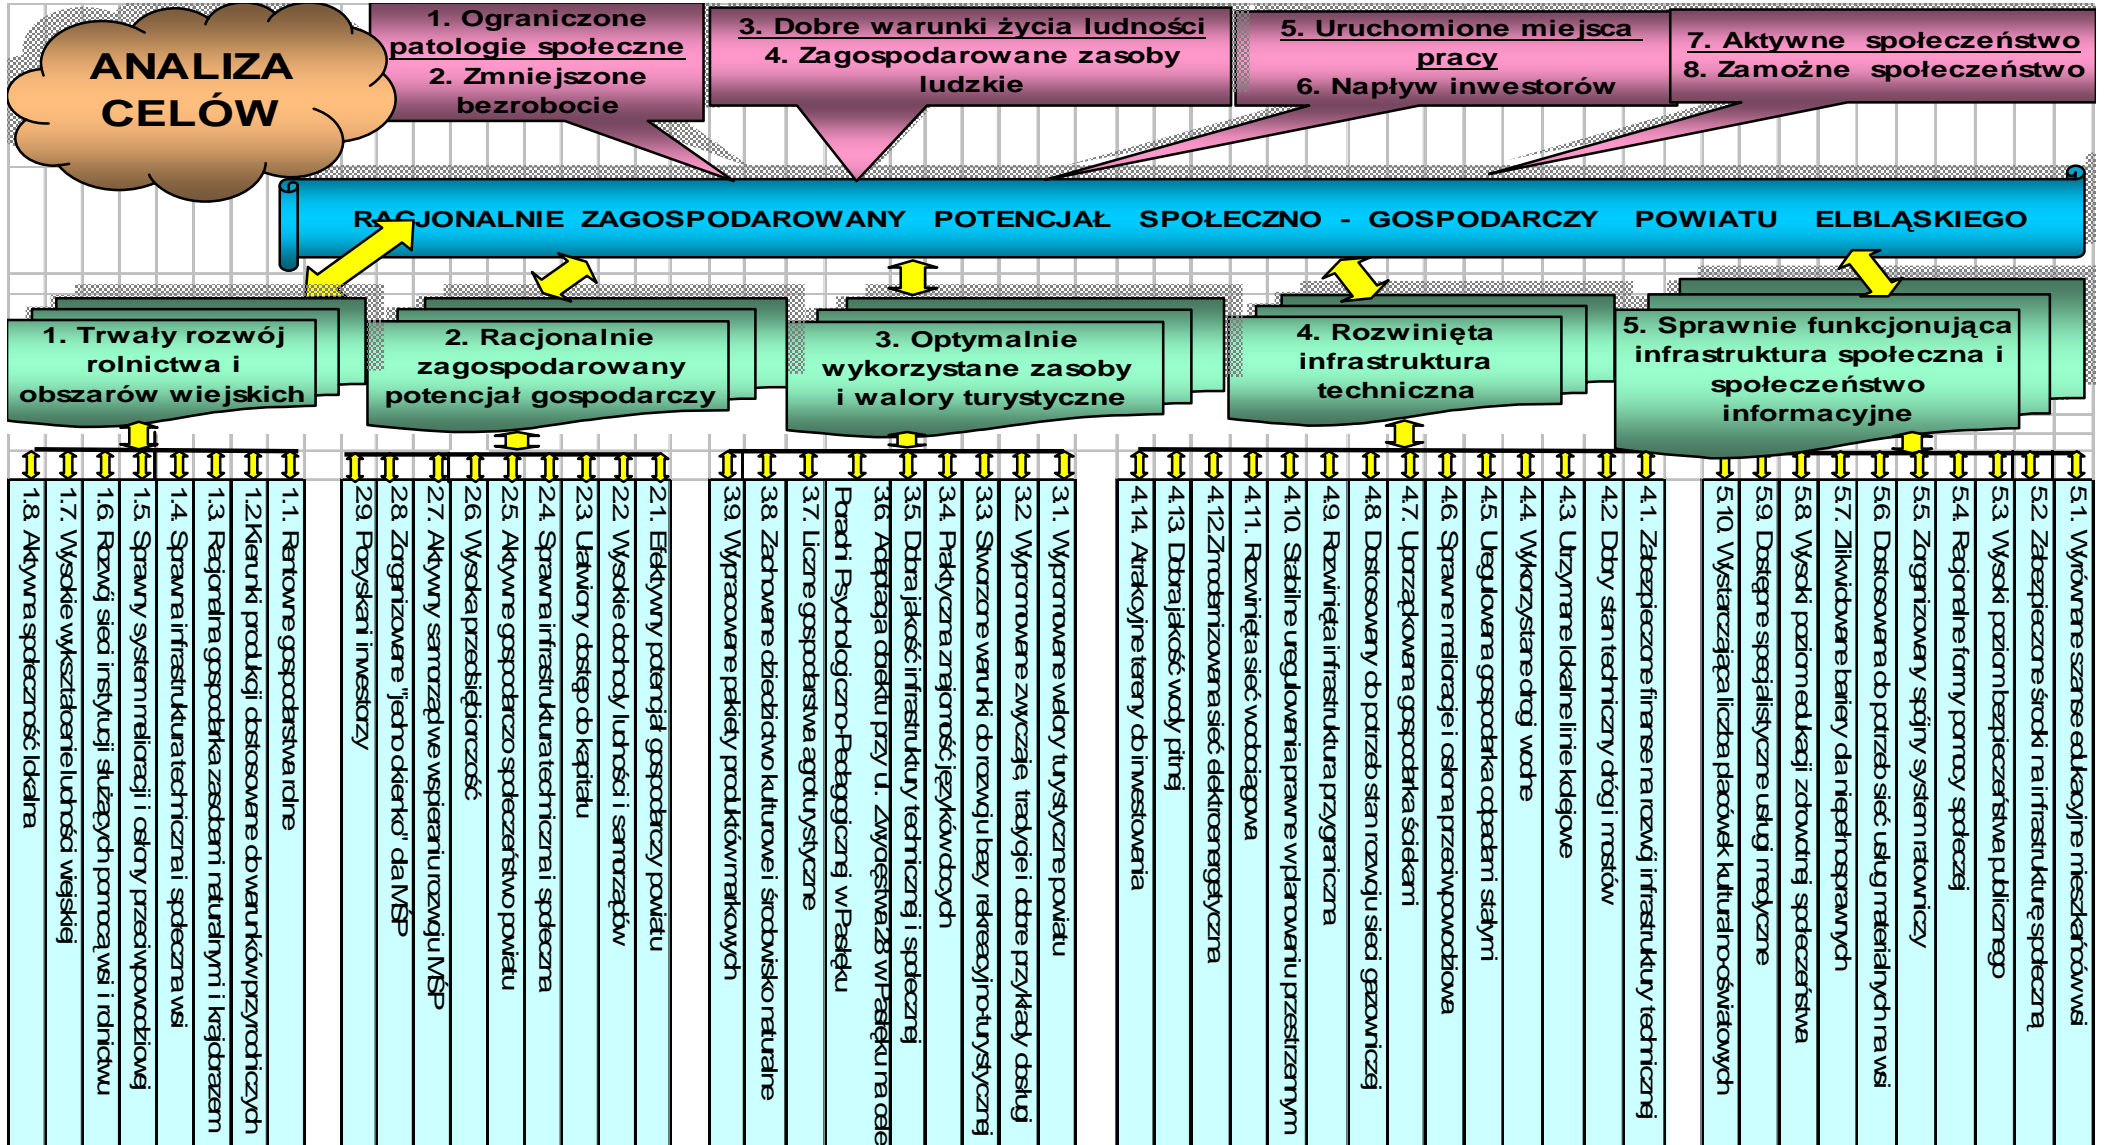 ANALIZA
CELÓW
1. Ograniczone
patologie społeczne
2. Zmniejszone
bezrobocie
3. Dobre warunki życia ludności
4. Zagospodarowane zasoby
ludzkie
5. Uruchomione miejsca
pracy
6. Napływ inwestorów
7. Aktywne społeczeństwo
8. Zamożne społeczeństwo
RACJONALNIE ZAGOSPODAROWANY POTENCJAŁ SPOŁECZNO - GOSPODARCZY POWIATU ELBLĄSKIEGO
1. Trwały rozwój
rolnictwa i
obszarów wiejskich
2. Racjonalnie
zagospodarowany
potencjał gospodarczy
3. Optymalnie
wykorzystane zasoby
i walory turystyczne
4. Rozwinięta
infrastruktura
techniczna
5. Sprawnie funkcjonująca
infrastruktura społeczna i
społeczeństwo
informacyjne
1.8. Aktywna społeczność lokalna
1.7. Wysokie wykształcenie ludności wiejskiej
1.6. Rozwój sieci instytucji służących pomocą wsi i rolnictwu
1.5. Sprawny system melioracji i osłony przeciwpowodziowej
1.4. Sprawna infrastruktura techniczna i społeczna wsi
1.3. Racjonalna gospodarka zasobami naturalnymi i krajobrazem
1.2.Kierunki produkcji dostosowane do warunków przyrodniczych
1.1. Rentowne gospodarstwa rolne
2.9. Pozyskani inwestorzy
2.8. Zorganizowane "jedno okienko" dla MŚP
2.7. Aktywny samorząd we wspieraniu rozwoju MŚP
2.6. Wysoka przedsiębiorczość
2.5. Aktywne gospodarczo społeczeństwo powiatu
2.4. Sprawna infrastruktura techniczna i społeczna
2.3. Ułatwiony dostęp do kapitału
2.2. Wysokie dochody ludności i samorządów
2.1. Efektywny potencjał gospodarczy powiatu
3.9. Wypracowane pakiety produktów markowych
3.8. Zachowane dziedzictwo kulturowe i środowisko naturalne
3.7. Liczne gospodarstwa agroturystyczne
3.6. Adaptacja obiektu przy ul. Zwycięstwa 28 w Pasłęku na cele
Poradni Psychologiczno-Pedagogicznej w Pasłęku
3.5. Dobra jakość infrastruktury technicznej i społecznej
3.4. Praktyczna znajomość języków obcych
3.3. Stworzone warunki do rozwoju bazy rekreacyjno-turystycznej
3.2. Wypromowane zwyczaje, tradycje i dobre przykłady obsługi
3.1. Wypromowane walory turystyczne powiatu
4.14. Atrakcyjne tereny do inwestowania
4.13. Dobra jakość wody pitnej
4.12.Zmodernizowana sieć elektroenergetyczna
4.11. Rozwinięta sieć wodociągowa
4.10. Stabilne uregulowania prawne w planowaniu przestrzennym
4.9. Rozwinięta infrastruktura przygraniczna
4.8. Dostosowany do potrzeb stan rozwoju sieci gazowniczej
4.7. Uporządkowana gospodarka ściekami
4.6. Sprawne melioracje i osłona przeciwpowodziowa
4.5. Uregulowana gospodarka odpadami stałymi
4.4. Wykorzystane drogi wodne
4.3. Utrzymane lokalne linie kolejowe
4.2. Dobry stan techniczny dróg i mostów
4.1. Zabezpieczone finanse na rozwój infrastruktury technicznej
5.10. Wystarczająca liczba placówek kulturalno-oświatowych
5.9. Dostępne specjalistyczne usługi medyczne
5.8. Wysoki poziom edukacji zdrowotnej społeczeństwa
5.7. Zlikwidowane bariery dla niepełnosprawnych
5.6. Dostosowana do potrzeb sieć usług materialnych na wsi
5.5. Zorganizowany spójny system ratowniczy
5.4. Racjonalne formy pomocy społeczej
5.3. Wysoki poziom bezpieczeństwa publicznego
5.2. Zabezpieczone środki na infrastrukturę społeczną
5.1. Wyrównane szanse edukacyjne mieszkańców wsi